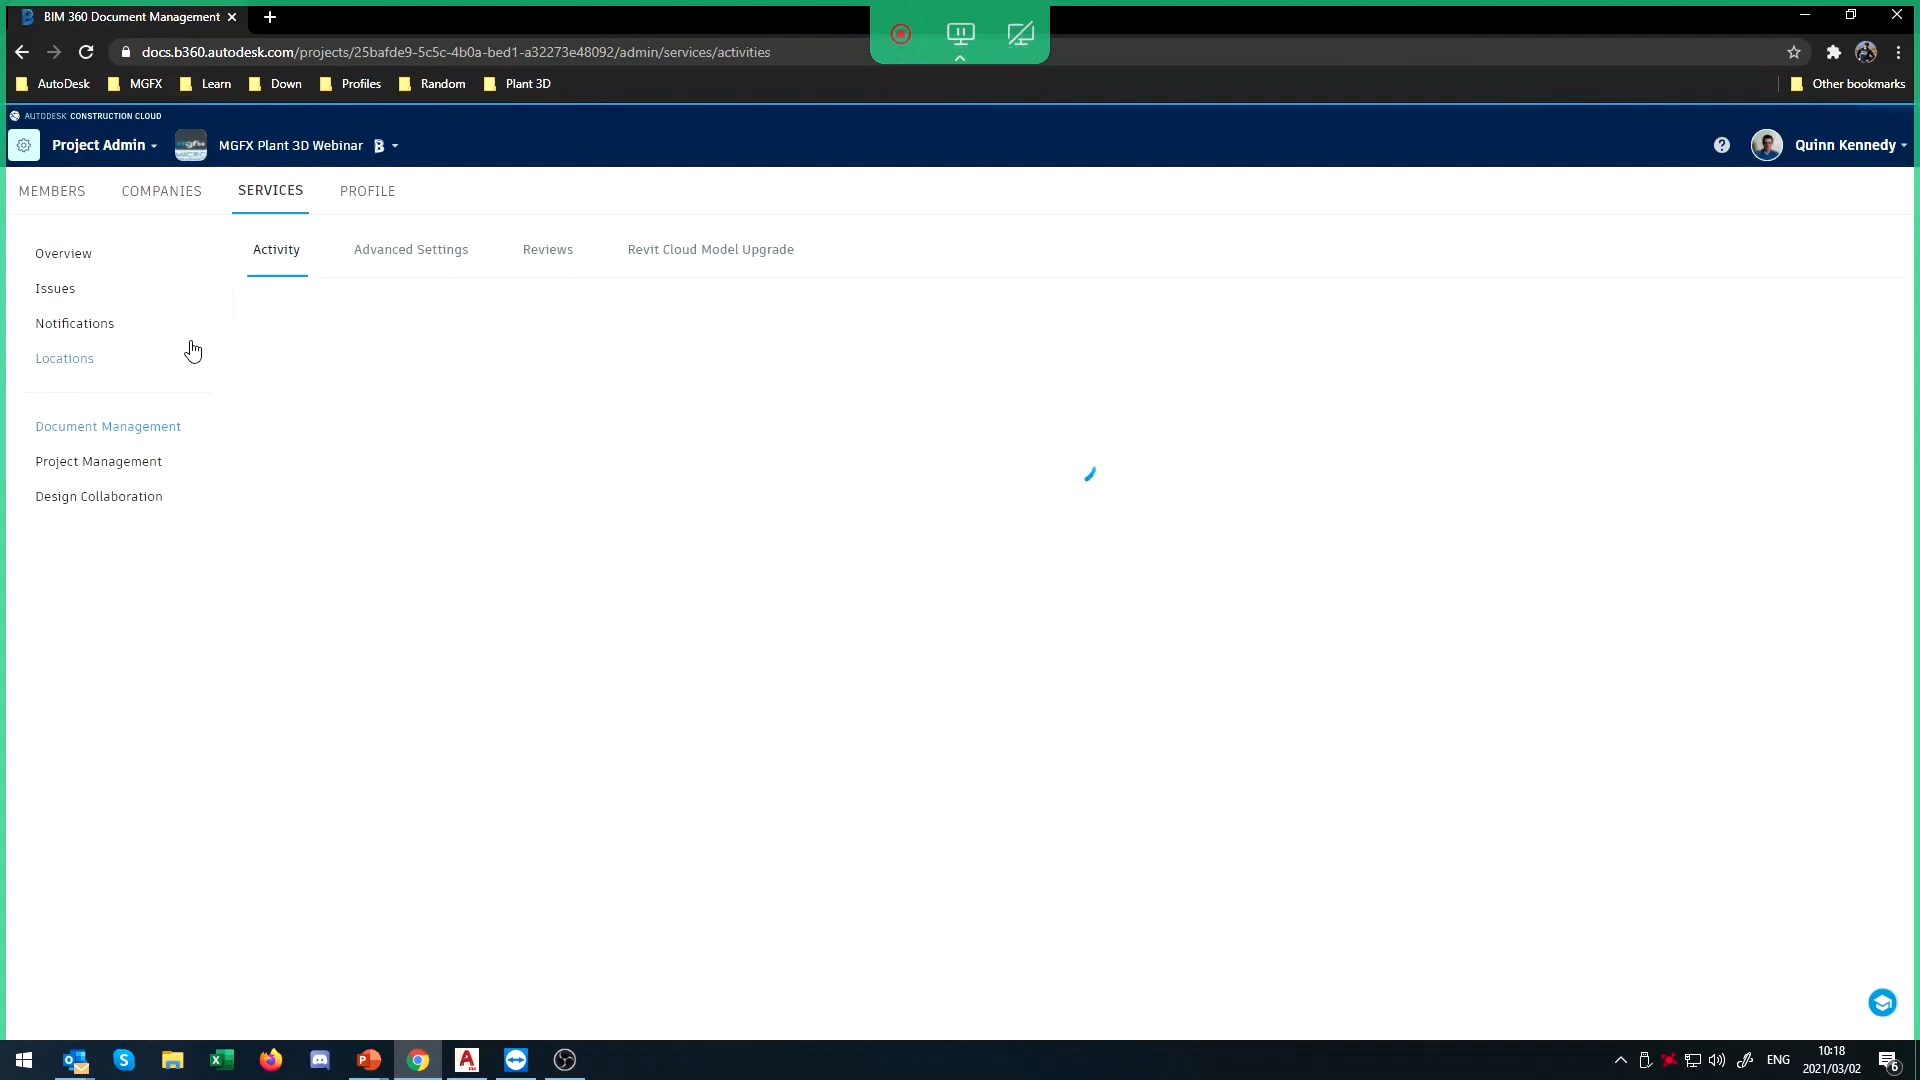 BIM 360 Document Management
docs.b360.autodesk.com/projects/25bafde9-5c5c-4b0a-bed1-a32273e48092/admin/services/activities
AutoDesk MGFX Learn Down Profiles Random Plant 3D Other bookmarks
AUTODESK CONSTRUCTION CLOUD
Project Admin MGFX Plant 3D Webinar B Quinn Kennedy
MEMBERS COMPANIES SERVICES PROFILE
Overview
Issues
Notifications
Locations
Document Management
Project Management
Design Collaboration
Activity Advanced Settings Reviews Revit Cloud Model Upgrade
ENG
10:18
2021/03/02
6